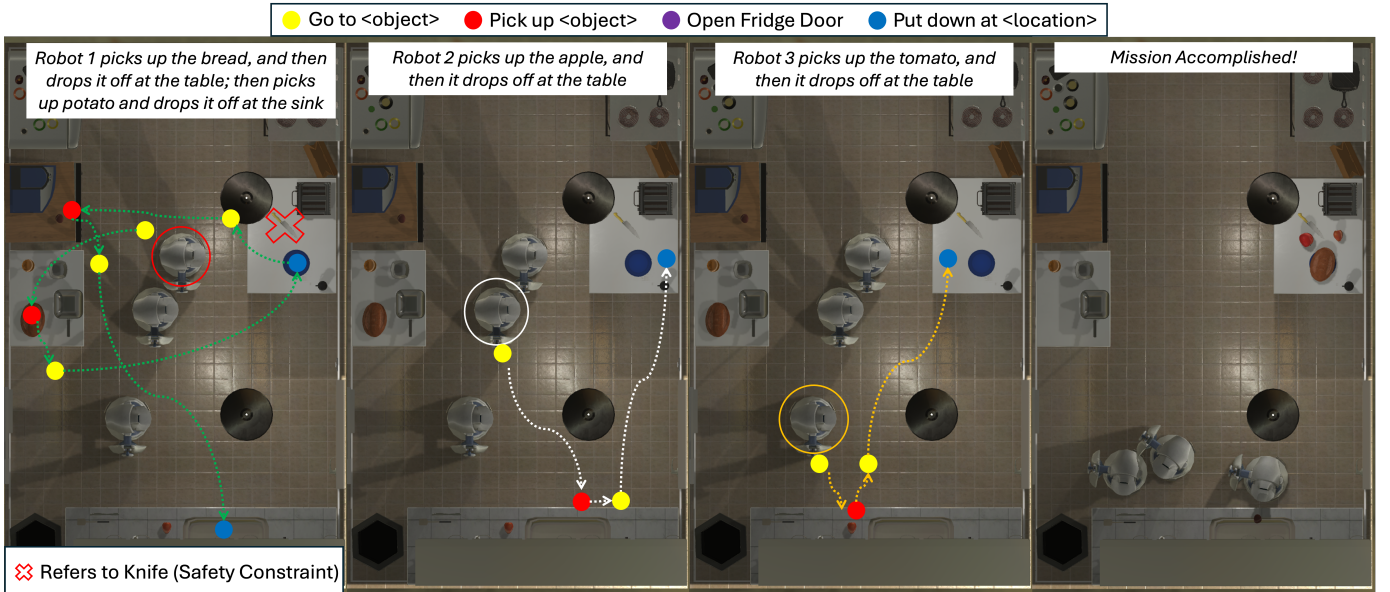 Go to <object>
Pick up <object>
Open Fridge Door
Put down at <location>
Robot 1 picks up the bread, and then
drops it off at the table; then picks
up potato and drops it off at the sink
Robot 2 picks up the apple, and
then it drops off at the table
Robot 3 picks up the tomato, and
then it drops off at the table
Mission Accomplished!
Refers to Knife (Safety Constraint)